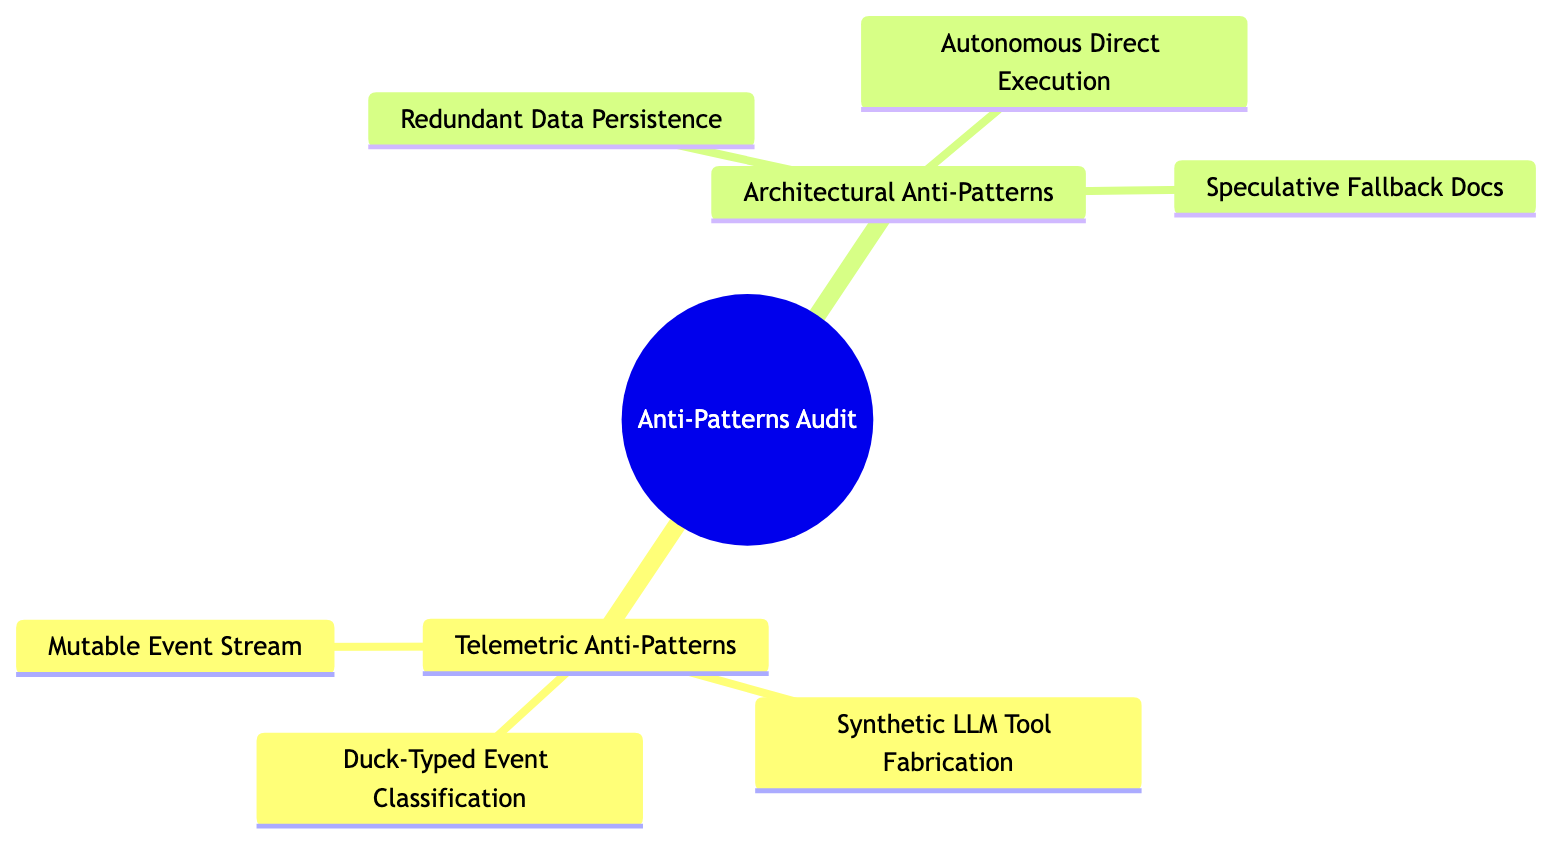 Autonomous Direct
Execution
Redundant Data Persistence
Speculative Fallback Docs
Architectural Anti-Patterns
Anti-Patterns Audit
Mutable Event Stream
Telemetric Anti-Patterns
Synthetic LLM Tool
Fabrication
Duck-Typed Event
Classification